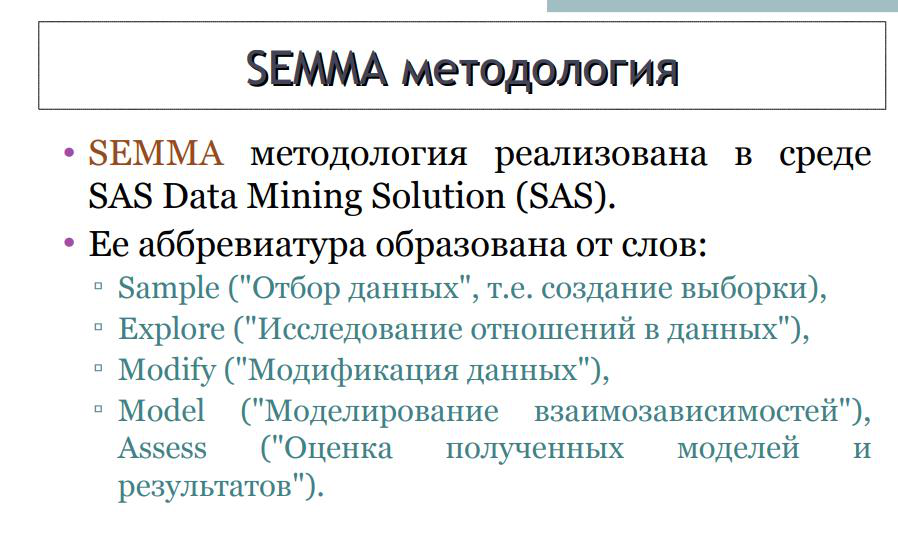 SEMMA методология
• SEMMA методология реализована в среде
SAS Data Mining Solution (SAS).
• Ее аббревиатура образована от слов:
▫ Sample ("Отбор данных", т.е. создание выборки),
▫ Explore ("Исследование отношений в данных"),
▫ Modify ("Модификация данных"),
▫ Model ("Моделирование взаимозависимостей"),
Assess ("Оценка полученных моделей и
результатов").